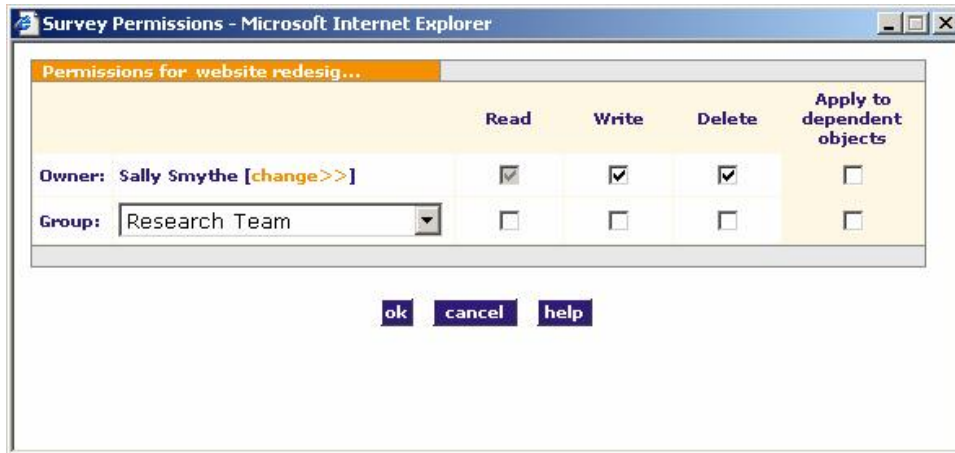 Survey Permissions - Microsoft Internet Explorer
Permissions for website redesig...
Read Write Delete Apply to dependent objects
Owner: Sally Smythe [change>>]
Group: Research Team
ok cancel help